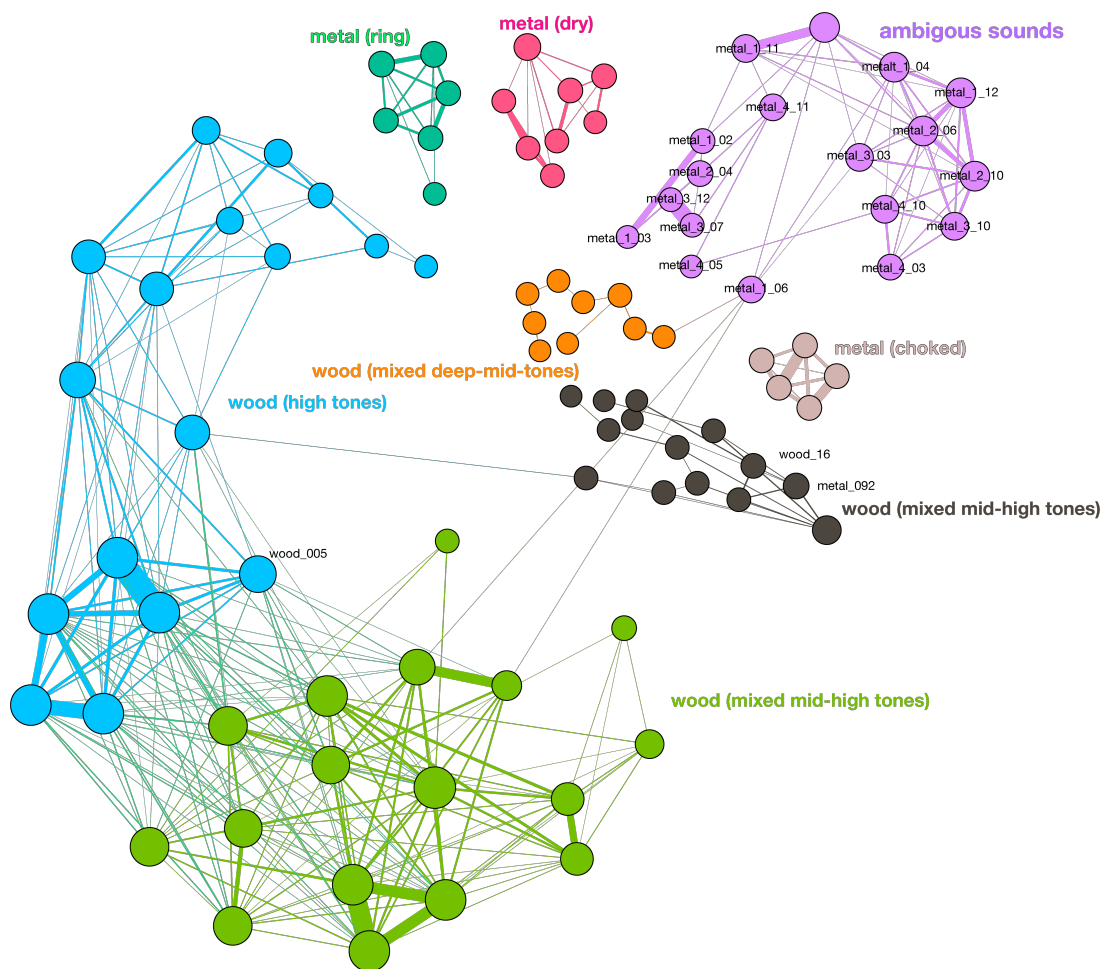 metal (dry)
metal (ring)
ambigous sounds
metal_1_11
metalt_1_04
metal_1_12
metal_4_11
metal_2_06
metal_1_02
metal_3_03
metal_2_04
metal_2_10
metal_3_12
metal_4_10
metal_3_07
metal_3_10
metal_1_03
metal_4_05
metal_4_03
metal_1_06
metal (choked)
wood (mixed deep-mid-tones)
wood (high tones)
wood_16
metal_092
wood (mixed mid-high tones)
wood_005
wood (mixed mid-high tones)